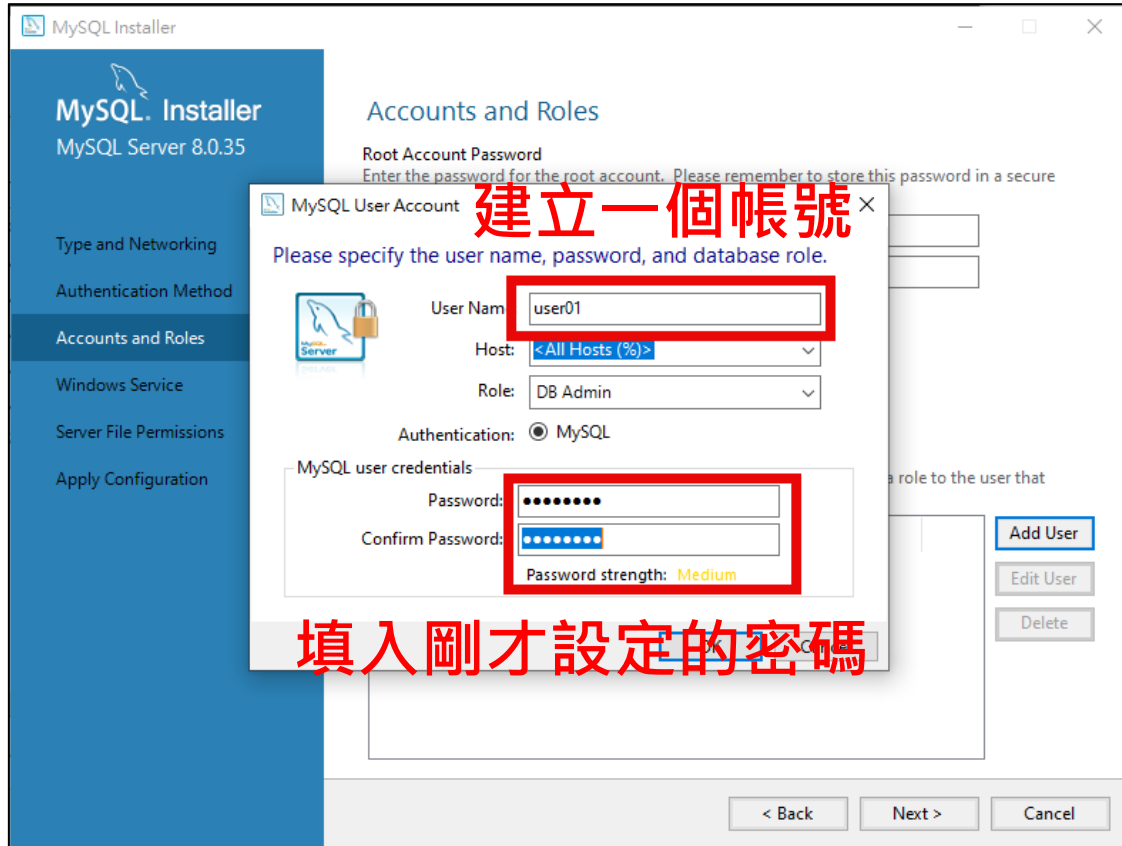 MySQL Installer
MySQL. Installer
MySQL Server 8.0.35
Type and Networking
Authentication Method
Accounts and Roles
Windows Service
Server File Permissions
Apply Configuration
Accounts and Roles
Root Account Password
Enter the password for the root account. Please remember to store this password in a secure
MySQL User Account
建立一個帳號
Please specify the user name, password, and database role.
MySQL
Server
User Nam
user01
Host:
<All Hosts (%)>
Role:
DB Admin
Authentication:
MySQL
MySQL user credentials
Password:
●●●●●●●●
Confirm Password:
●●●●●●●●
Password strength: Medium
填入剛才設定的密碼
a role to the user that
Add User
Edit User
Delete
< Back
Next >
Cancel